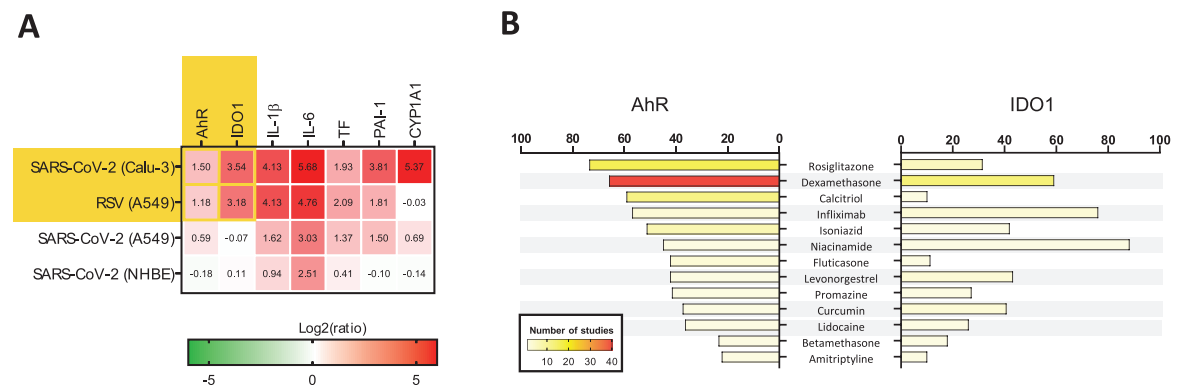 A
AhR IDO1 IL-1β IL-6 TF PAI-1 CYP1A1
SARS-CoV-2 (Calu-3) 1.50 3.54 4.13 5.68 1.93 3.81 5.37
RSV (A549) 1.18 3.18 4.13 4.76 2.09 1.81 -0.03
SARS-CoV-2 (A549) 0.59 -0.07 1.62 3.03 1.37 1.50 0.69
SARS-CoV-2 (NHBE) -0.18 0.11 0.94 2.51 0.41 -0.10 -0.14
Log2(ratio)
-5 0 5
B
AhR IDO1
100 80 60 40 20 0 0 20 40 60 80 100
Rosiglitazone
Dexamethasone
Calcitriol
Infliximab
Isoniazid
Niacinamide
Fluticasone
Levonorgestrel
Promazine
Curcumin
Lidocaine
Betamethasone
Amitriptyline
Number of studies
10 20 30 40